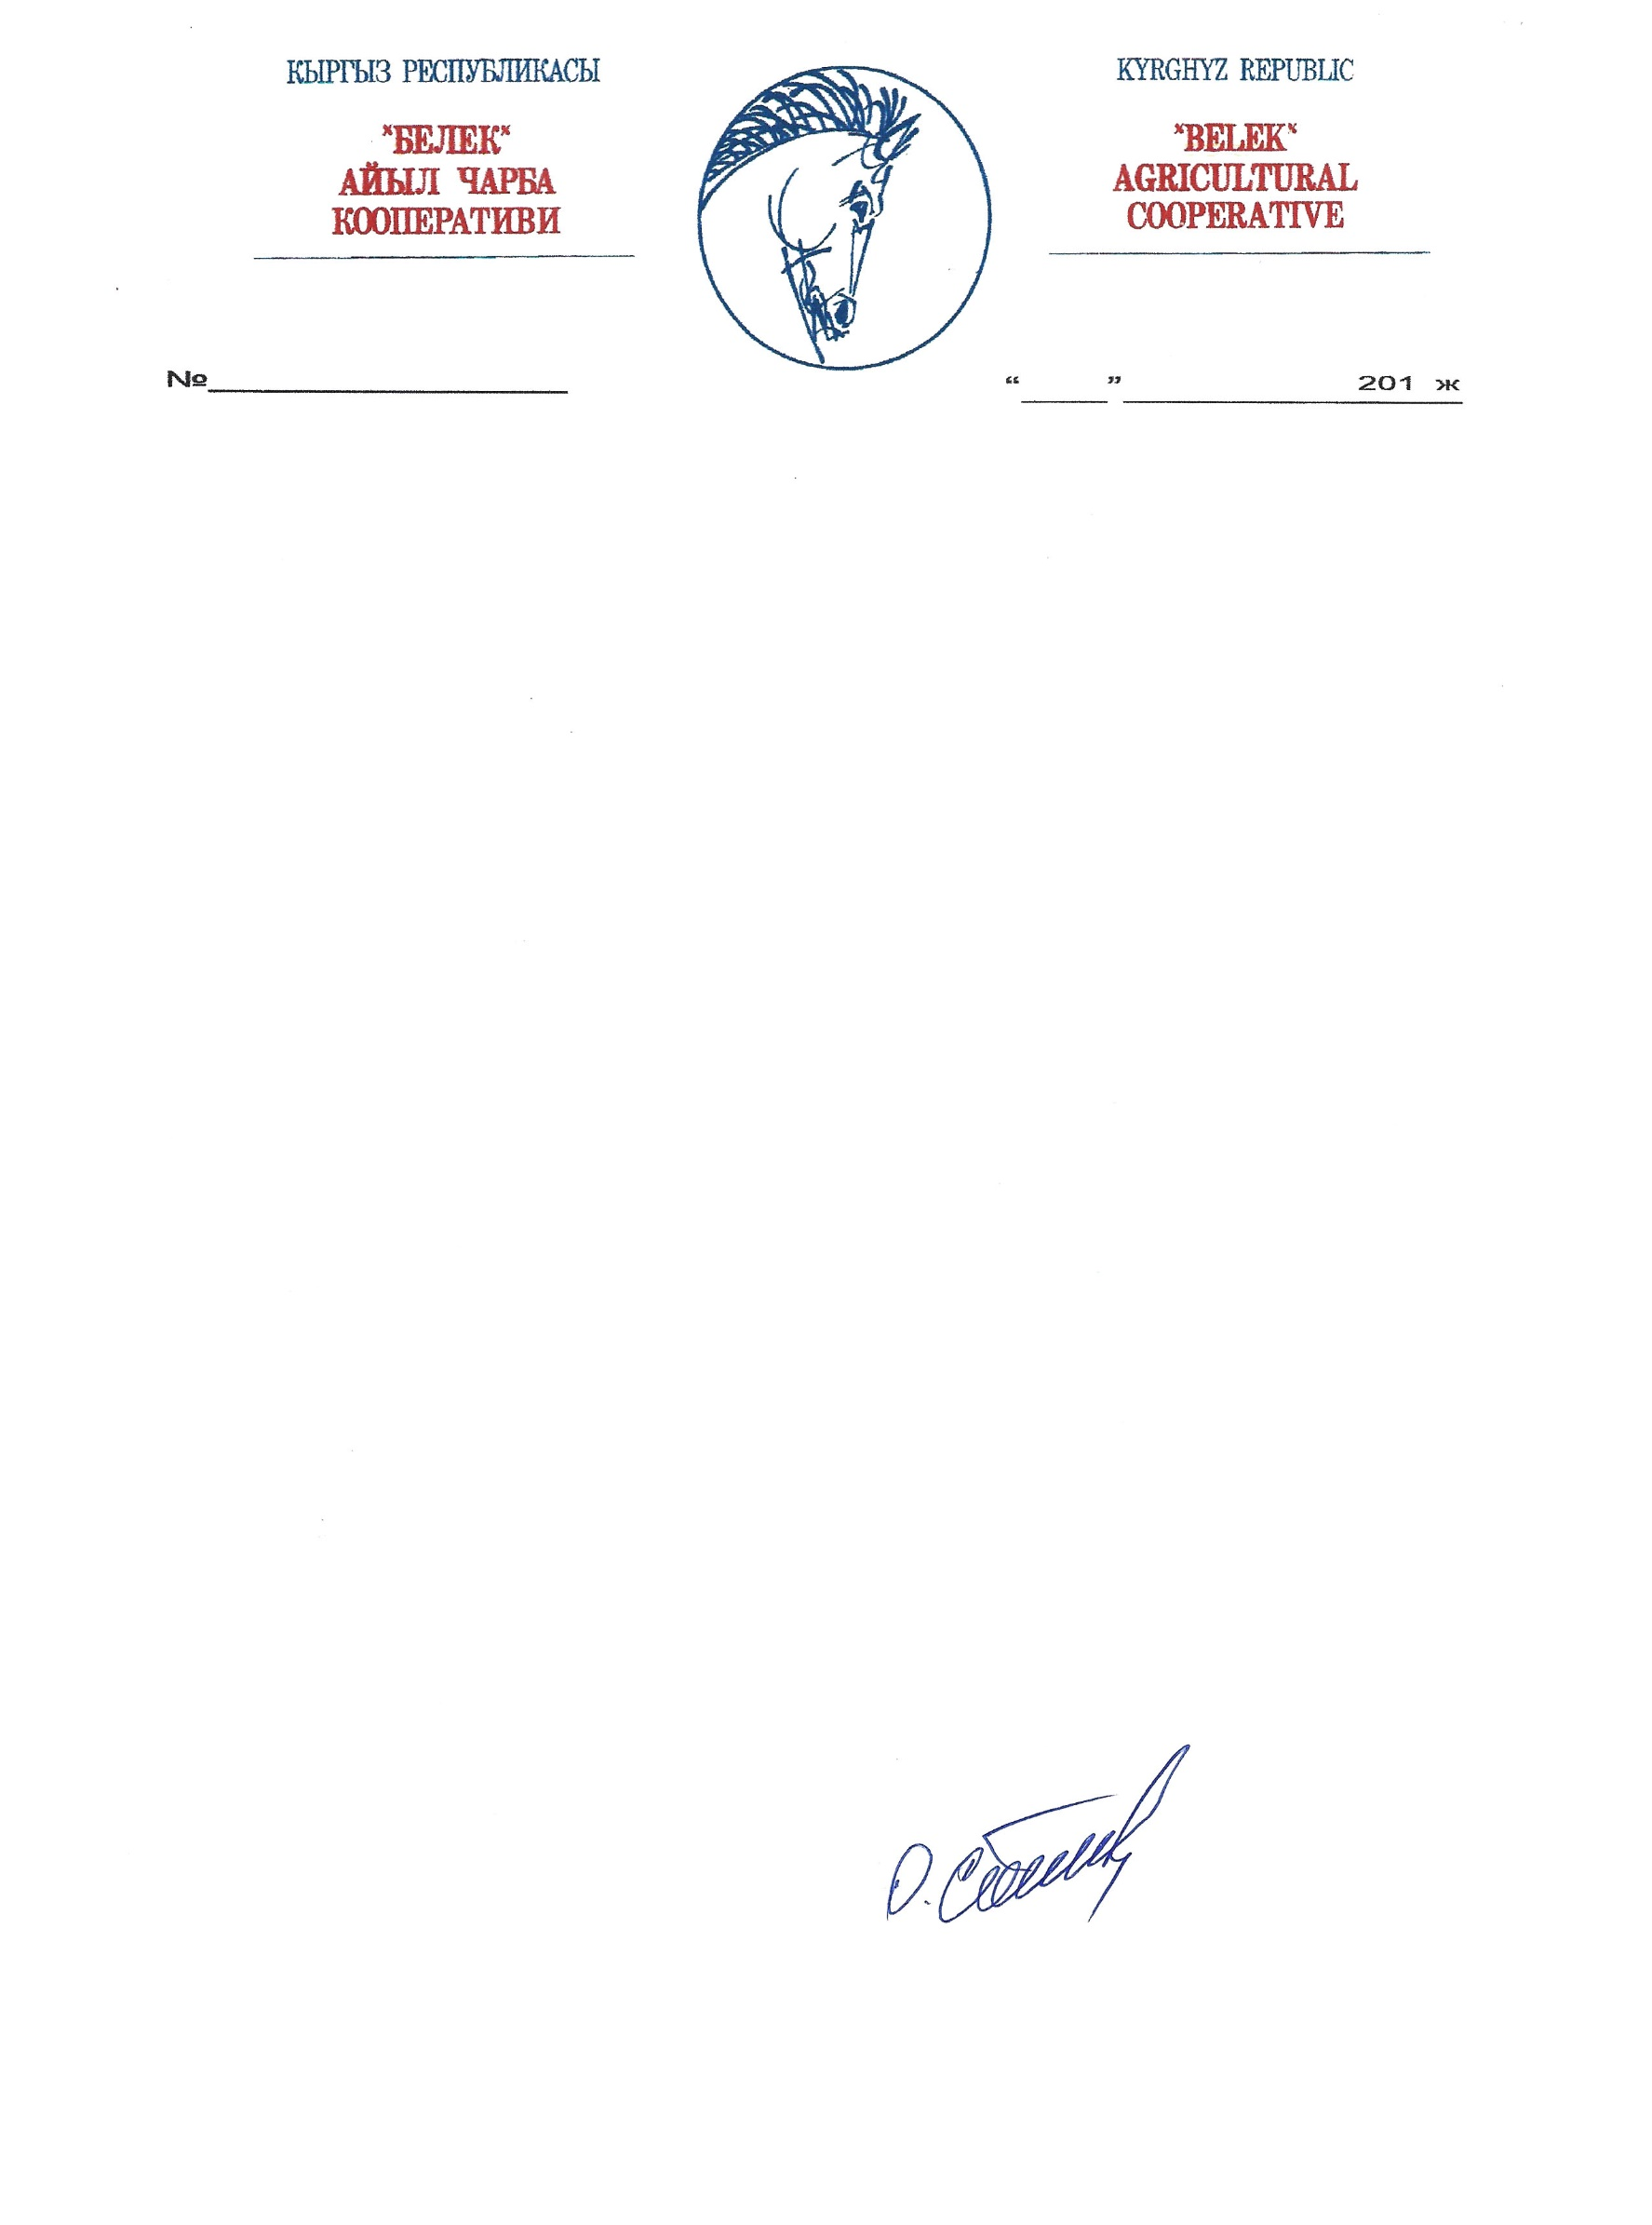 КЫРГЫЗ РЕСПУБЛИКАСЫ
"БЕЛЕК"
АЙЫЛ ЧАРБА
КООПЕРАТИВИ
KYRGHYZ REPUBLIC
"BELEK"
AGRICULTURAL
COOPERATIVE
№
“ ” 201 ж